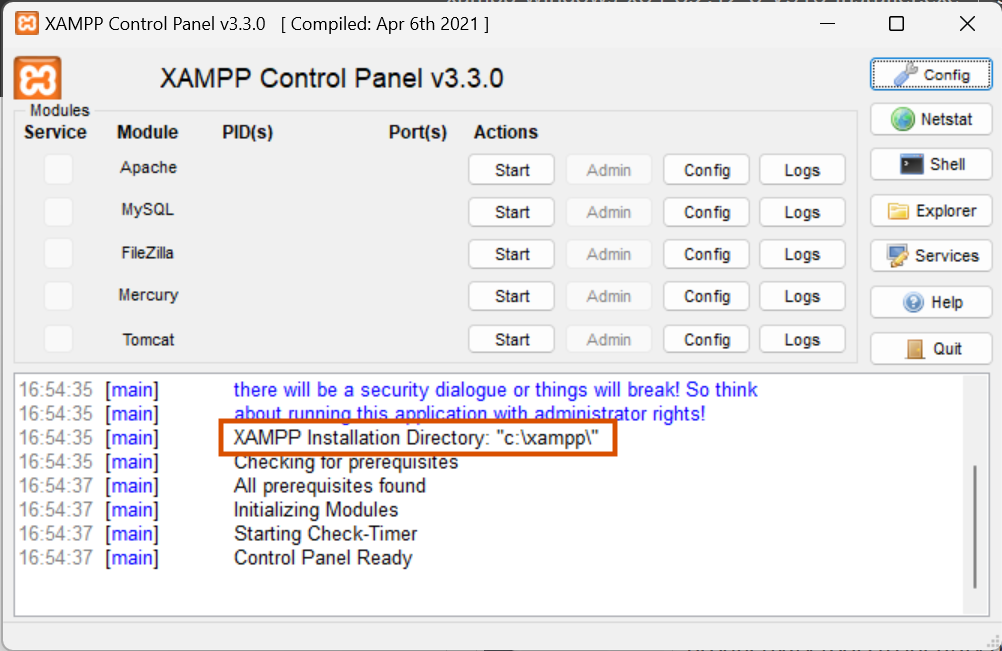 XAMPP Control Panel v3.3.0 [ Compiled: Apr 6th 2021 ]
XAMPP Control Panel v3.3.0
Config
Netstat
Shell
Explorer
Services
Help
Quit
Modules
Service Module PID(s) Port(s) Actions
Apache Start Admin Config Logs
MySQL Start Admin Config Logs
FileZilla Start Admin Config Logs
Mercury Start Admin Config Logs
Tomcat Start Admin Config Logs
16:54:35 [main] there will be a security dialogue or things will break! So think
16:54:35 [main] about running this application with administrator rights!
16:54:35 [main] XAMPP Installation Directory: "c:\xampp\"
16:54:35 [main] Checking for prerequisites
16:54:37 [main] All prerequisites found
16:54:37 [main] Initializing Modules
16:54:37 [main] Starting Check-Timer
16:54:37 [main] Control Panel Ready